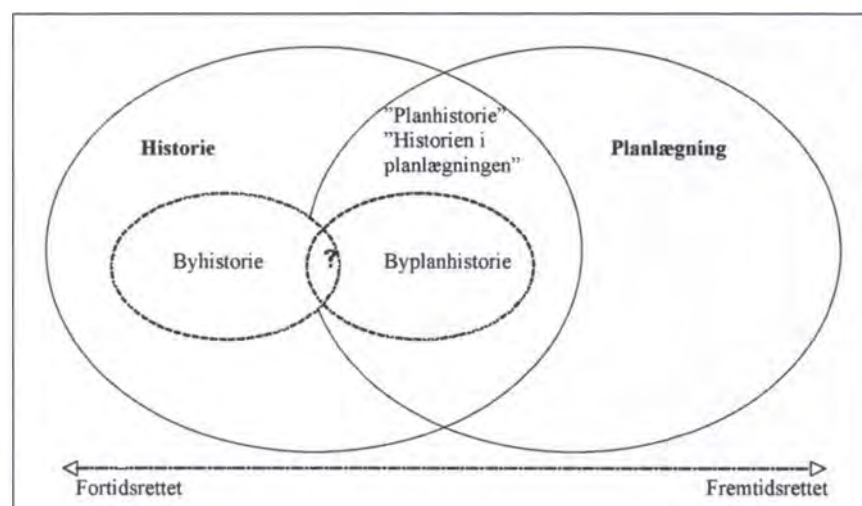 "Planhistorie"
"Historien i
planlægningen"
Historie
Planlægning
Byhistorie
?
Byplanhistorie
Fortidsrettet
Fremtidsrettet